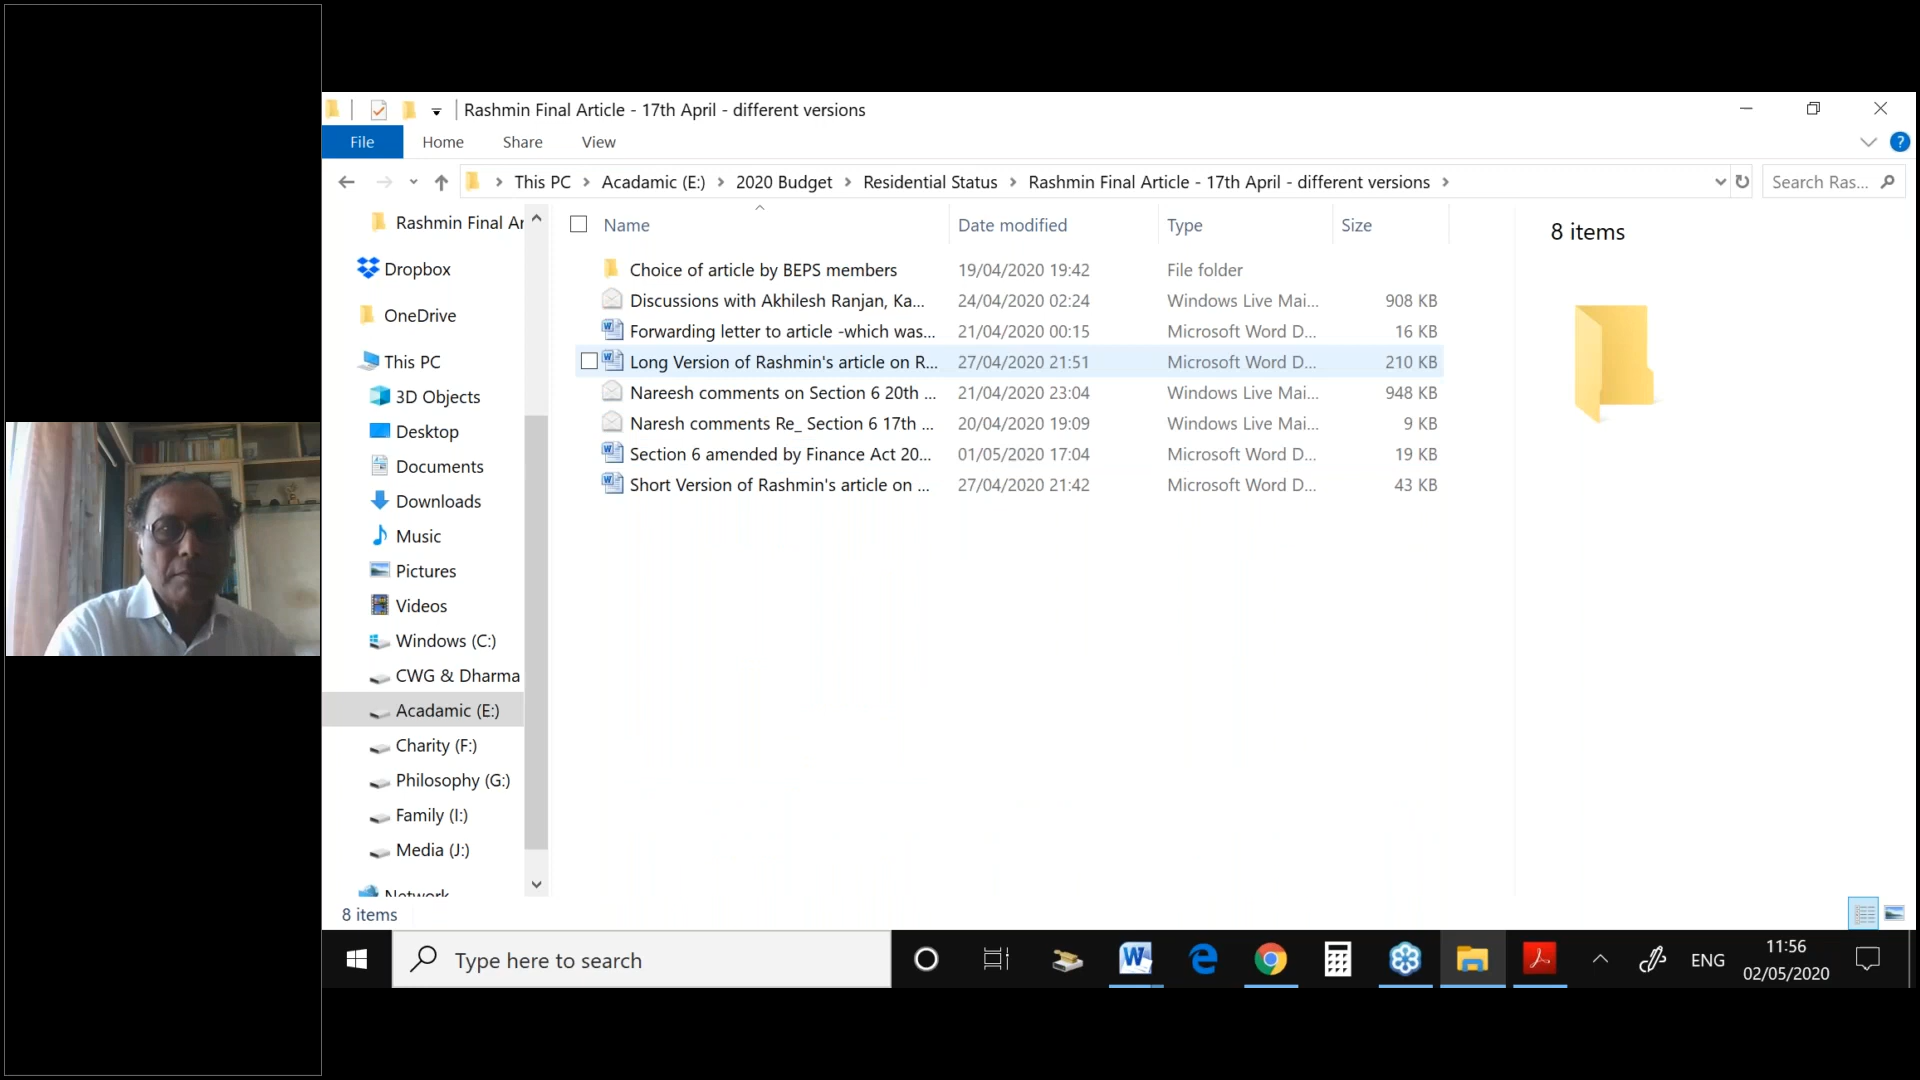 Rashmin Final Article - 17th April - different versions
File Home Share View
?
This PC Acadamic (E:) 2020 Budget Residential Status Rashmin Final Article - 17th April - different versions
Search Ras...
Rashmin Final Ar
Dropbox
OneDrive
This PC
3D Objects
Desktop
Documents
Downloads
Music
Pictures
Videos
Windows (C:)
CWG & Dharma
Acadamic (E:)
Charity (F:)
Philosophy (G:)
Family (I:)
Media (J:)
Network
Name Date modified Type Size
Choice of article by BEPS members 19/04/2020 19:42 File folder
Discussions with Akhilesh Ranjan, Ka... 24/04/2020 02:24 Windows Live Mai... 908 KB
Forwarding letter to article -which was... 21/04/2020 00:15 Microsoft Word D... 16 KB
Long Version of Rashmin's article on R... 27/04/2020 21:51 Microsoft Word D... 210 KB
Nareesh comments on Section 6 20th ... 21/04/2020 23:04 Windows Live Mai... 948 KB
Naresh comments Re_ Section 6 17th ... 20/04/2020 19:09 Windows Live Mai... 9 KB
Section 6 amended by Finance Act 20... 01/05/2020 17:04 Microsoft Word D... 19 KB
Short Version of Rashmin's article on ... 27/04/2020 21:42 Microsoft Word D... 43 KB
8 items
8 items
Type here to search
ENG
11:56
02/05/2020